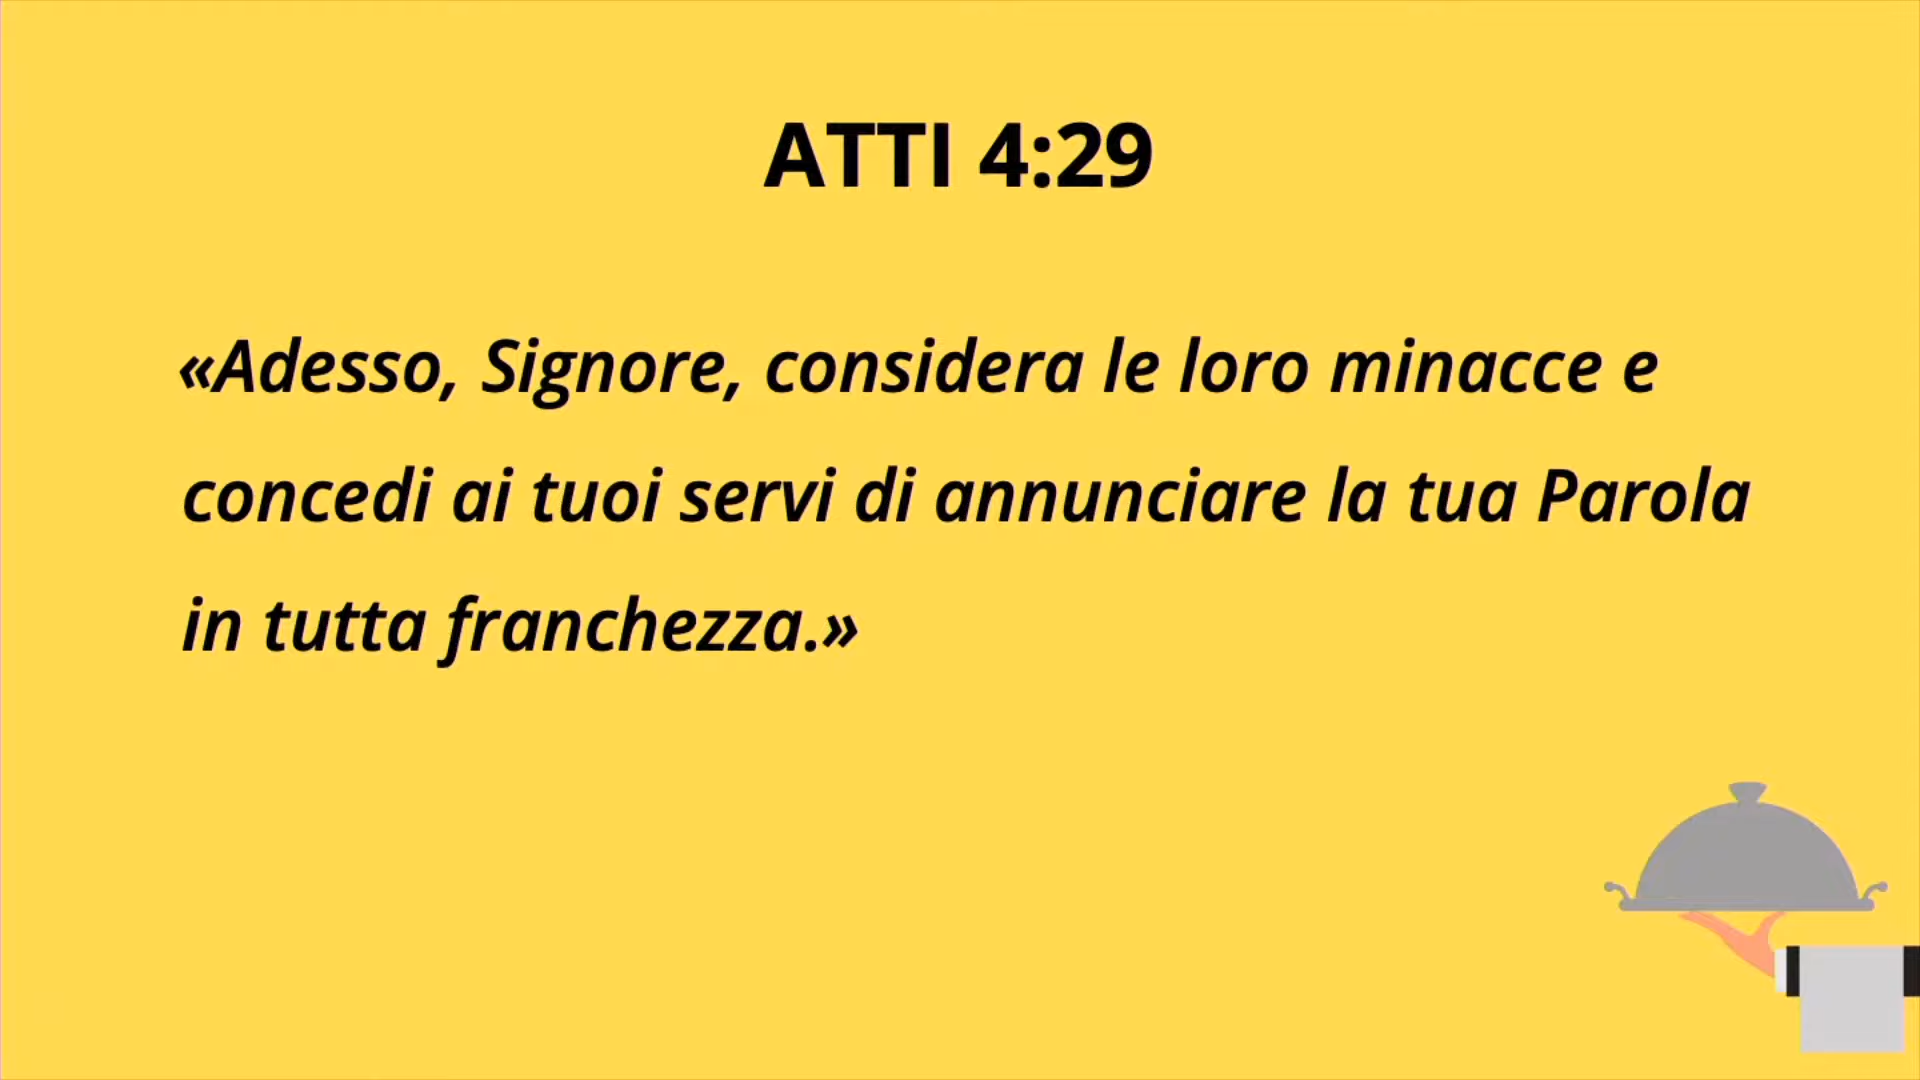 ATTI 4:29
«Adesso, Signore, considera le loro minacce e
concedi ai tuoi servi di annunciare la tua Parola
in tutta franchezza.»